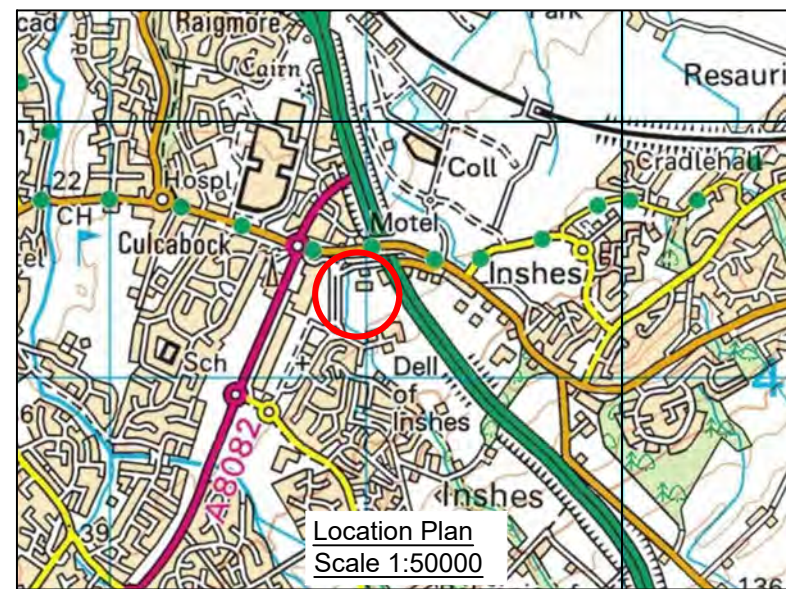 Raigmore
Cairn
Resauri
Coll
Cradlehall
Hospl
22
CH
Motel
Culcabock
Inshes
Sch
Dell
of
Inshes
4
A8082
Inshes
39
136
Location Plan
Scale 1:50000